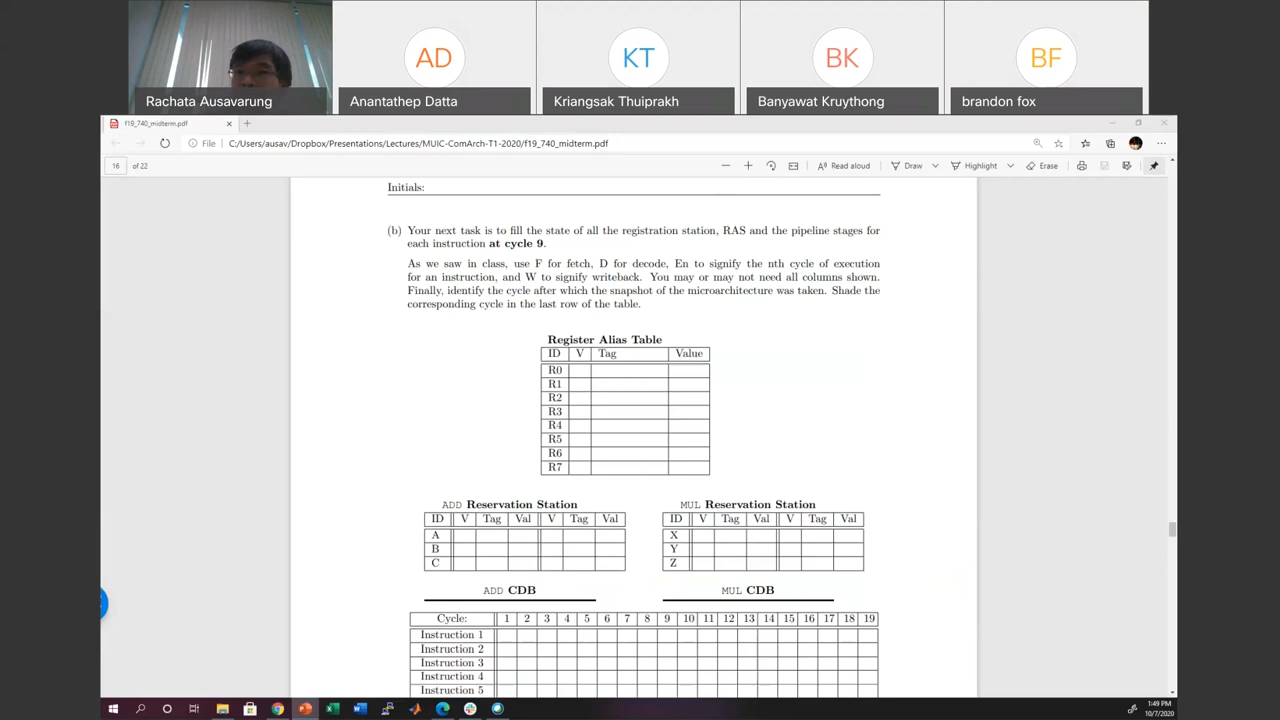 AD KT BK BF
Rachata Ausavarung Anantathep Datta Kriangsak Thuiprakh Banyawat Kruythong brandon fox
f19_740_midterm.pdf
File C:/Users/ausav/Dropbox/Presentations/Lectures/MUIC-ComArch-T1-2020/f19_740_midterm.pdf
16 of 22 Read aloud Draw Highlight Erase
Initials:
(b) Your next task is to fill the state of all the registration station, RAS and the pipeline stages for
each instruction at cycle 9.
As we saw in class, use F for fetch, D for decode, En to signify the nth cycle of execution
for an instruction, and W to signify writeback. You may or may not need all columns shown.
Finally, identify the cycle after which the snapshot of the microarchitecture was taken. Shade the
corresponding cycle in the last row of the table.
Register Alias Table
ID V Tag Value
R0
R1
R2
R3
R4
R5
R6
R7
ADD Reservation Station
ID V Tag Val V Tag Val
A
B
C
ADD CDB
MUL Reservation Station
ID V Tag Val V Tag Val
X
Y
Z
MUL CDB
Cycle: 1 2 3 4 5 6 7 8 9 10 11 12 13 14 15 16 17 18 19
Instruction 1
Instruction 2
Instruction 3
Instruction 4
Instruction 5
1:49 PM
10/7/2020